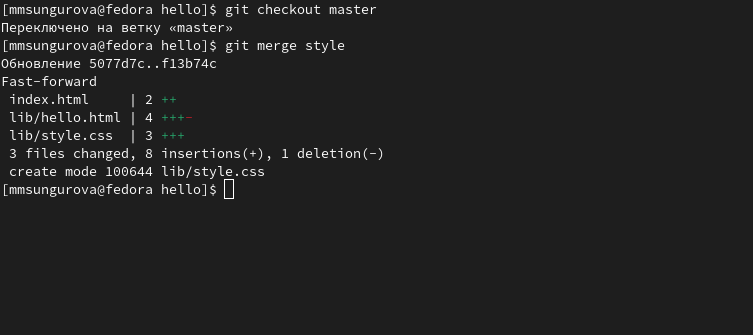 [mmsungurova@fedora hello]$ git checkout master
Переключено на ветку «master»
[mmsungurova@fedora hello]$ git merge style
Обновление 5077d7c..f13b74c
Fast-forward
 index.html     | 2 ++
 lib/hello.html | 4 +++-
 lib/style.css  | 3 +++
 3 files changed, 8 insertions(+), 1 deletion(-)
 create mode 100644 lib/style.css
[mmsungurova@fedora hello]$